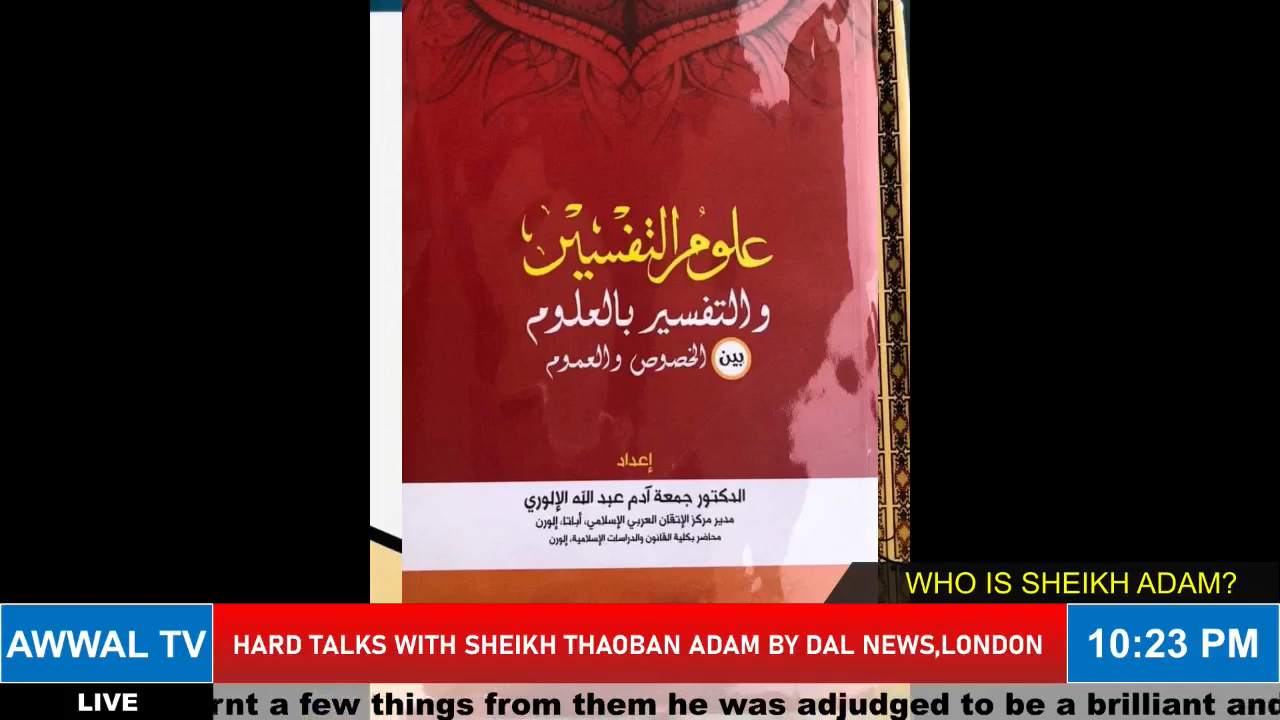 علومُ التفسير
والتفسير بالعلوم
بين الخصوص والعموم
إعداد
الدكتور جمعة آدم عبد الله الإلوري
مدير مركز الإتقان العربي الإسلامي، أباتا، إلورن
محاضر بكلية القانون والدراسات الإسلامية، إلورن
WHO IS SHEIKH ADAM?
AWWAL TV
HARD TALKS WITH SHEIKH THAOBAN ADAM BY DAL NEWS,LONDON
10:23 PM
LIVE
rnt a few things from them he was adjudged to be a brilliant and